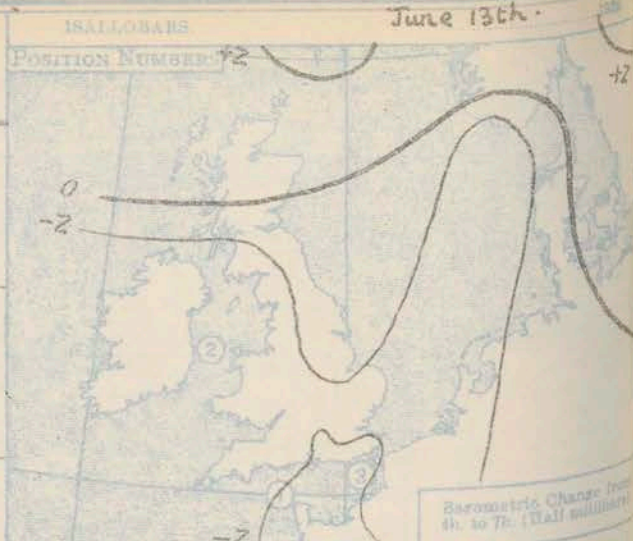 June 13th.
ISALLOBARS
POSITION NUMBER +2
+2
0
-2
2
3
-2
Barometric Change from
4h. to 7h. (Half millibars)